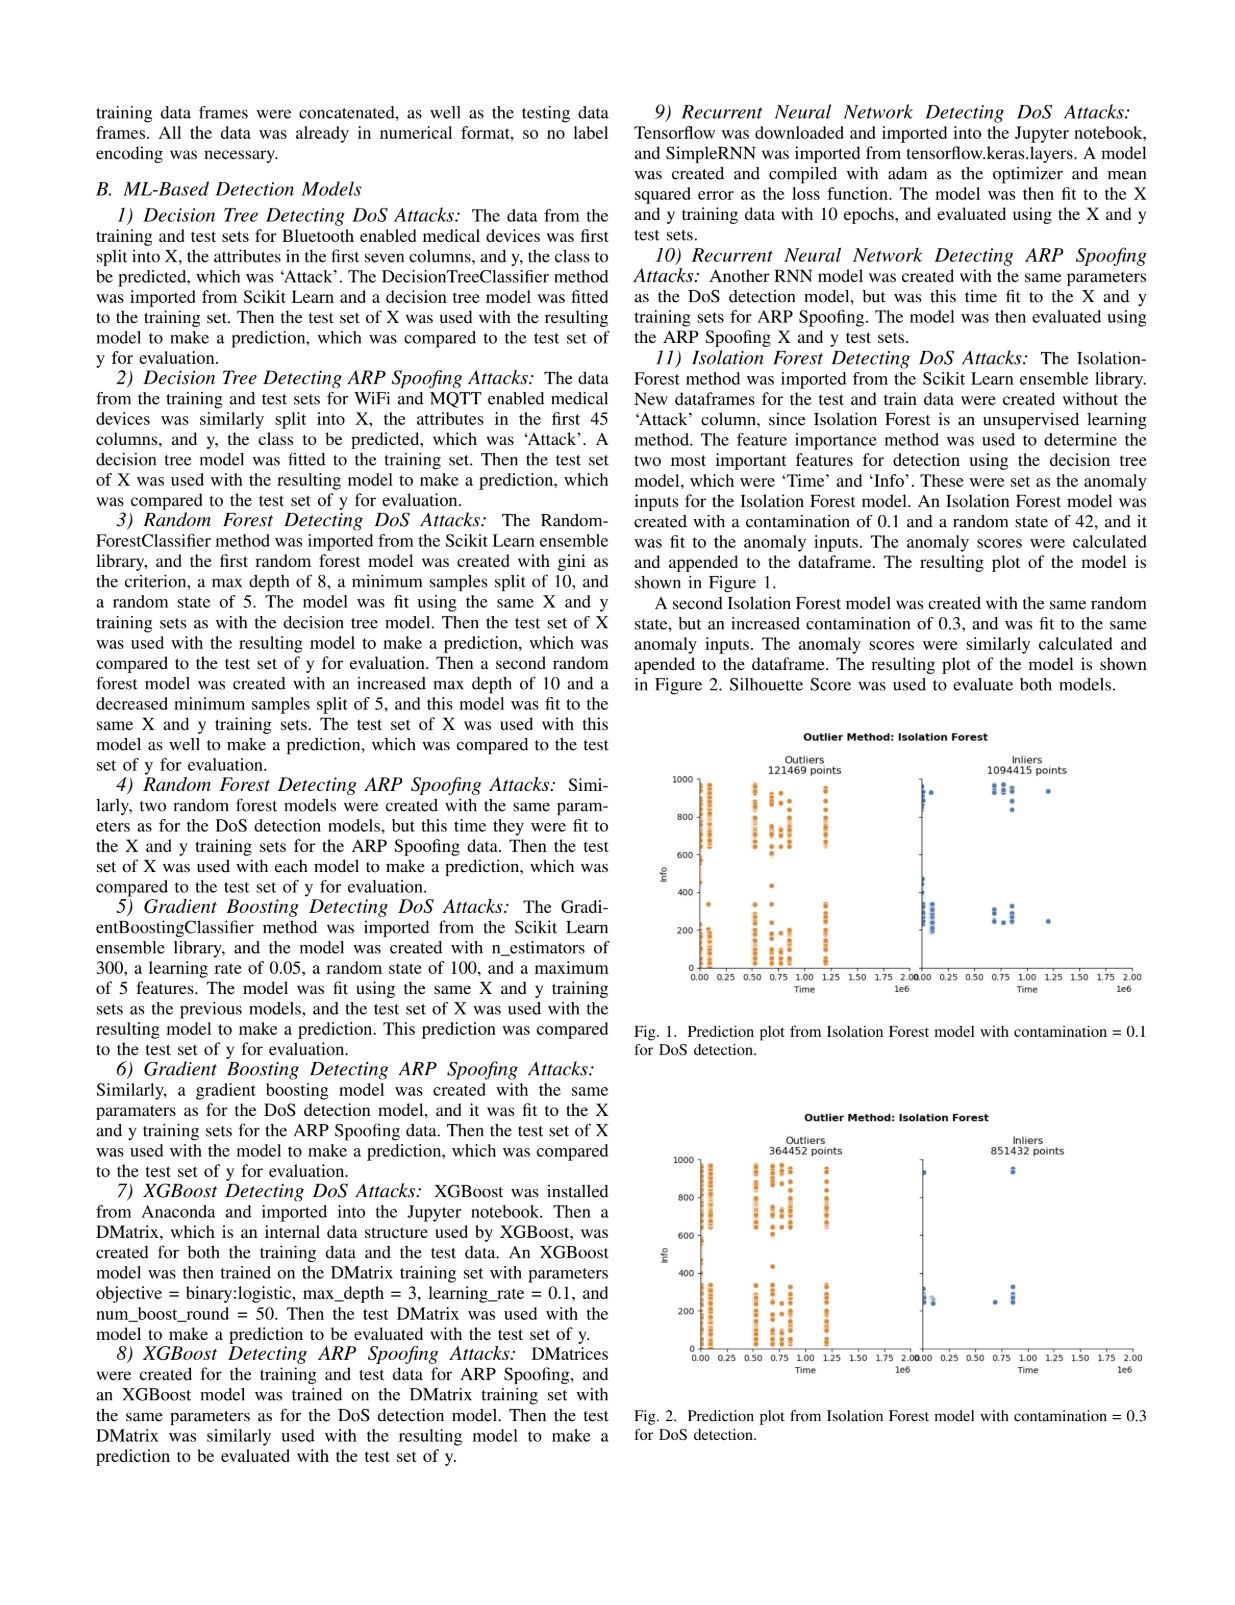 training data frames were concatenated, as well as the testing data
frames. All the data was already in numerical format, so no label
encoding was necessary.
B. ML-Based Detection Models
1) Decision Tree Detecting DoS Attacks: The data from the
training and test sets for Bluetooth enabled medical devices was first
split into X, the attributes in the first seven columns, and y, the class to
be predicted, which was ‘Attack’. The DecisionTreeClassifier method
was imported from Scikit Learn and a decision tree model was fitted
to the training set. Then the test set of X was used with the resulting
model to make a prediction, which was compared to the test set of
y for evaluation.
2) Decision Tree Detecting ARP Spoofing Attacks: The data
from the training and test sets for WiFi and MQTT enabled medical
devices was similarly split into X, the attributes in the first 45
columns, and y, the class to be predicted, which was ‘Attack’. A
decision tree model was fitted to the training set. Then the test set
of X was used with the resulting model to make a prediction, which
was compared to the test set of y for evaluation.
3) Random Forest Detecting DoS Attacks: The Random-
ForestClassifier method was imported from the Scikit Learn ensemble
library, and the first random forest model was created with gini as
the criterion, a max depth of 8, a minimum samples split of 10, and
a random state of 5. The model was fit using the same X and y
training sets as with the decision tree model. Then the test set of X
was used with the resulting model to make a prediction, which was
compared to the test set of y for evaluation. Then a second random
forest model was created with an increased max depth of 10 and a
decreased minimum samples split of 5, and this model was fit to the
same X and y training sets. The test set of X was used with this
model as well to make a prediction, which was compared to the test
set of y for evaluation.
4) Random Forest Detecting ARP Spoofing Attacks: Simi-
larly, two random forest models were created with the same param-
eters as for the DoS detection models, but this time they were fit to
the X and y training sets for the ARP Spoofing data. Then the test
set of X was used with each model to make a prediction, which was
compared to the test set of y for evaluation.
5) Gradient Boosting Detecting DoS Attacks: The Gradi-
entBoostingClassifier method was imported from the Scikit Learn
ensemble library, and the model was created with n_estimators of
300, a learning rate of 0.05, a random state of 100, and a maximum
of 5 features. The model was fit using the same X and y training
sets as the previous models, and the test set of X was used with the
resulting model to make a prediction. This prediction was compared
to the test set of y for evaluation.
6) Gradient Boosting Detecting ARP Spoofing Attacks:
Similarly, a gradient boosting model was created with the same
paramaters as for the DoS detection model, and it was fit to the X
and y training sets for the ARP Spoofing data. Then the test set of X
was used with the model to make a prediction, which was compared
to the test set of y for evaluation.
7) XGBoost Detecting DoS Attacks: XGBoost was installed
from Anaconda and imported into the Jupyter notebook. Then a
DMatrix, which is an internal data structure used by XGBoost, was
created for both the training data and the test data. An XGBoost
model was then trained on the DMatrix training set with parameters
objective = binary:logistic, max_depth = 3, learning_rate = 0.1, and
num_boost_round = 50. Then the test DMatrix was used with the
model to make a prediction to be evaluated with the test set of y.
8) XGBoost Detecting ARP Spoofing Attacks: DMatrices
were created for the training and test data for ARP Spoofing, and
an XGBoost model was trained on the DMatrix training set with
the same parameters as for the DoS detection model. Then the test
DMatrix was similarly used with the resulting model to make a
prediction to be evaluated with the test set of y.
9) Recurrent Neural Network Detecting DoS Attacks:
Tensorflow was downloaded and imported into the Jupyter notebook,
and SimpleRNN was imported from tensorflow.keras.layers. A model
was created and compiled with adam as the optimizer and mean
squared error as the loss function. The model was then fit to the X
and y training data with 10 epochs, and evaluated using the X and y
test sets.
10) Recurrent Neural Network Detecting ARP Spoofing
Attacks: Another RNN model was created with the same parameters
as the DoS detection model, but was this time fit to the X and y
training sets for ARP Spoofing. The model was then evaluated using
the ARP Spoofing X and y test sets.
11) Isolation Forest Detecting DoS Attacks: The Isolation-
Forest method was imported from the Scikit Learn ensemble library.
New dataframes for the test and train data were created without the
‘Attack’ column, since Isolation Forest is an unsupervised learning
method. The feature importance method was used to determine the
two most important features for detection using the decision tree
model, which were ‘Time’ and ‘Info’. These were set as the anomaly
inputs for the Isolation Forest model. An Isolation Forest model was
created with a contamination of 0.1 and a random state of 42, and it
was fit to the anomaly inputs. The anomaly scores were calculated
and appended to the dataframe. The resulting plot of the model is
shown in Figure 1.
A second Isolation Forest model was created with the same random
state, but an increased contamination of 0.3, and was fit to the same
anomaly inputs. The anomaly scores were similarly calculated and
apended to the dataframe. The resulting plot of the model is shown
in Figure 2. Silhouette Score was used to evaluate both models.
Outlier Method: Isolation Forest
Outliers Inliers
121469 points 1094415 points
1000
800
600
Info
400
200
0
0.00 0.25 0.50 0.75 1.00 1.25 1.50 1.75 2.00 0.00 0.25 0.50 0.75 1.00 1.25 1.50 1.75 2.00
Time 1e6 Time 1e6
Fig. 1. Prediction plot from Isolation Forest model with contamination = 0.1
for DoS detection.
Outlier Method: Isolation Forest
Outliers Inliers
364452 points 851432 points
1000
800
600
Info
400
200
0
0.00 0.25 0.50 0.75 1.00 1.25 1.50 1.75 2.00 0.00 0.25 0.50 0.75 1.00 1.25 1.50 1.75 2.00
Time 1e6 Time 1e6
Fig. 2. Prediction plot from Isolation Forest model with contamination = 0.3
for DoS detection.